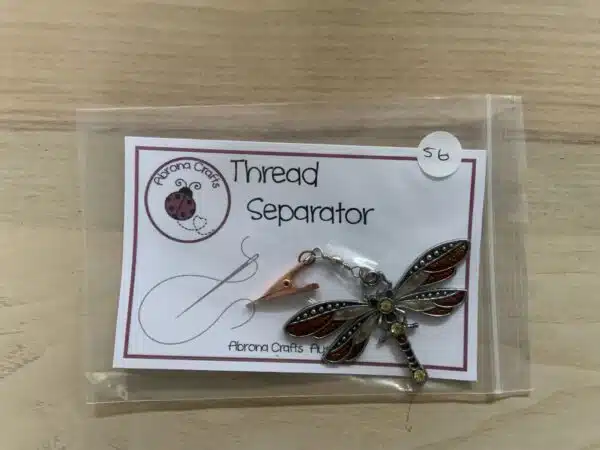 56
Abrona Crafts
Thread
Separator
Abrona Crafts